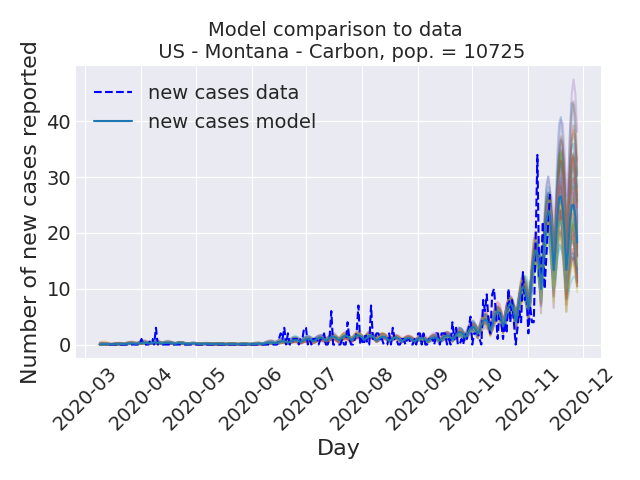 Model comparison to data
US - Montana - Carbon, pop. = 10725
new cases data
new cases model
Number of new cases reported
40
30
20
10
0
2020-03
2020-04
2020-05
2020-06
2020-07
2020-08
2020-09
2020-10
2020-11
2020-12
Day